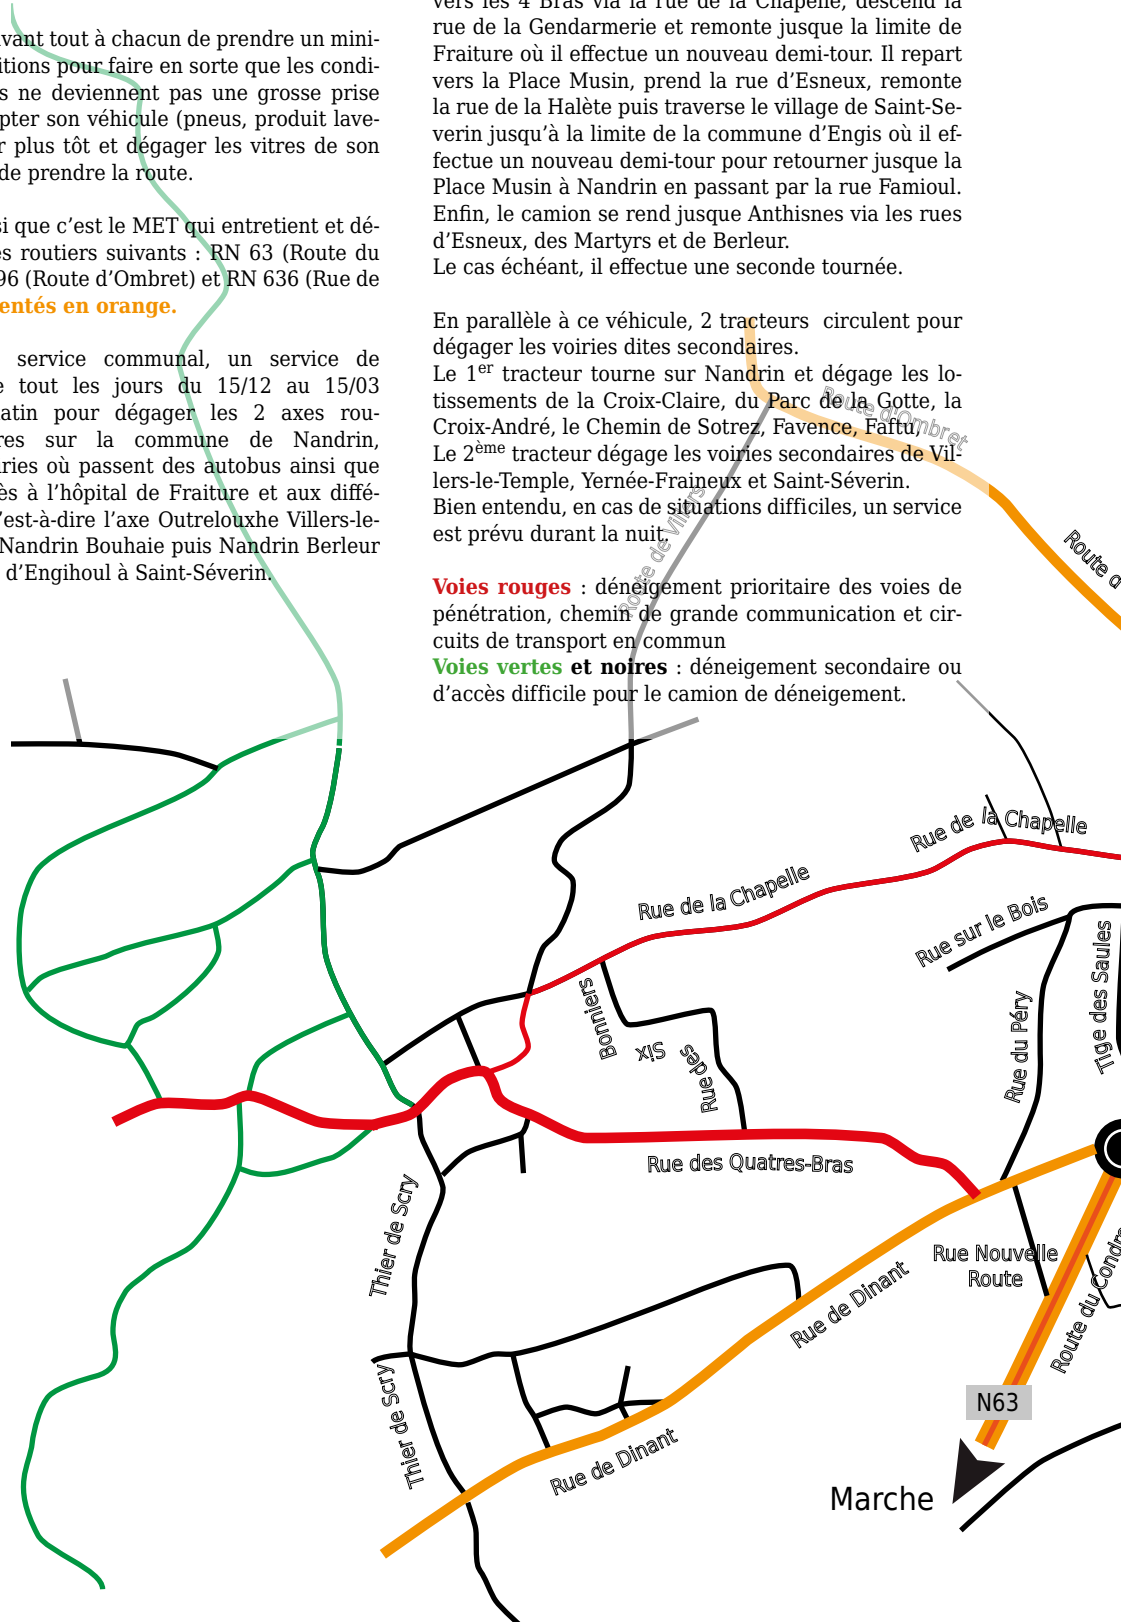 vant tout à chacun de prendre un mini-
itions pour faire en sorte que les condi-
s ne deviennent pas une grosse prise
pter son véhicule (pneus, produit lave-
r plus tôt et dégager les vitres de son
de prendre la route.
si que c’est le MET qui entretient et dé-
es routiers suivants : RN 63 (Route du
96 (Route d’Ombret) et RN 636 (Rue de
entés en orange.
service communal, un service de
e tout les jours du 15/12 au 15/03
atin pour dégager les 2 axes rou-
res sur la commune de Nandrin,
uries où passent des autobus ainsi que
ès à l’hôpital de Fraiture et aux diffé-
’est-à-dire l’axe Outrelouxhe Villers-le-
Nandrin Bouhaie puis Nandrin Berleur
d’Engihoul à Saint-Séverin.
vers les 4 Bras via la rue de la Chapelle, descend la
rue de la Gendarmerie et remonte jusque la limite de
Fraiture où il effectue un nouveau demi-tour. Il repart
vers la Place Musin, prend la rue d’Esneux, remonte
la rue de la Halète puis traverse le village de Saint-Se-
verin jusqu’à la limite de la commune d’Engis où il ef-
fectue un nouveau demi-tour pour retourner jusque la
Place Musin à Nandrin en passant par la rue Famioul.
Enfin, le camion se rend jusque Anthisnes via les rues
d’Esneux, des Martyrs et de Berleur.
Le cas échéant, il effectue une seconde tournée.
En parallèle à ce véhicule, 2 tracteurs circulent pour
dégager les voiries dites secondaires.
Le 1er tracteur tourne sur Nandrin et dégage les lo-
tissements de la Croix-Claire, du Parc de la Gotte, la
Croix-André, le Chemin de Sotrez, Favence, Faftu.
Le 2ème tracteur dégage les voiries secondaires de Vil-
lers-le-Temple, Yernée-Fraineux et Saint-Séverin.
Bien entendu, en cas de situations difficiles, un service
est prévu durant la nuit.
Voies rouges : déneigement prioritaire des voies de
pénétration, chemin de grande communication et cir-
cuits de transport en commun
Voies vertes et noires : déneigement secondaire ou
d’accès difficile pour le camion de déneigement.
Route d'Ombret
Route de Villers
Route d
Rue de la Chapelle
Rue de la Chapelle
Rue sur le Bois
Tige des Saules
Rue du Péry
Bonniers
Six
Rue des
Rue des Quatres-Bras
Thier de Scry
Rue Nouvelle
Route
Rue de Dinant
Route du Condr
Thier de Scry
N63
Rue de Dinant
Marche